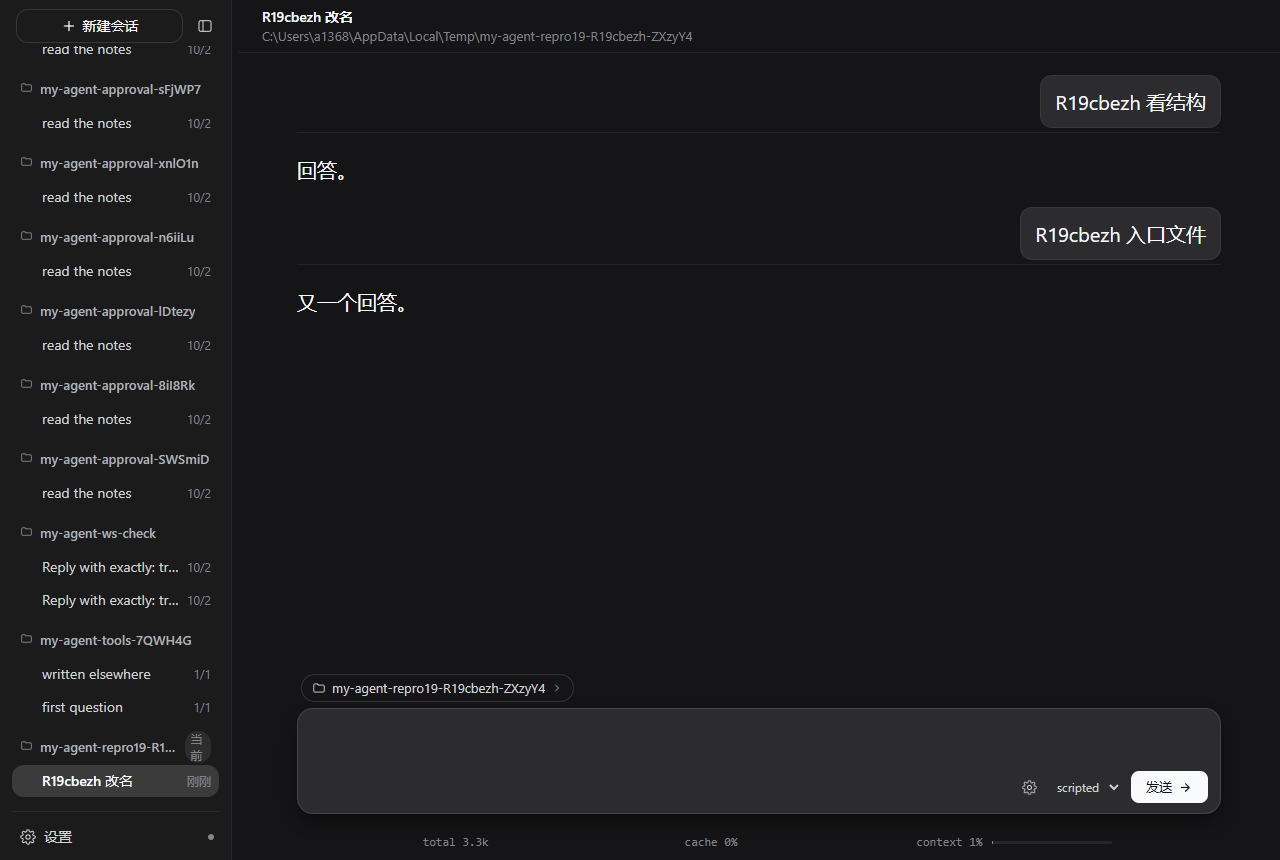 新建会话
read the notes 10/2
my-agent-approval-sFjWP7
read the notes 10/2
my-agent-approval-xnlO1n
read the notes 10/2
my-agent-approval-n6iiLu
read the notes 10/2
my-agent-approval-lDtezy
read the notes 10/2
my-agent-approval-8iI8Rk
read the notes 10/2
my-agent-approval-SWSmiD
read the notes 10/2
my-agent-ws-check
Reply with exactly: tr... 10/2
Reply with exactly: tr... 10/2
my-agent-tools-7QWH4G
written elsewhere 1/1
first question 1/1
my-agent-repro19-R1... 当前
R19cbezh 改名 刚刚
设置
R19cbezh 改名
C:\Users\a1368\AppData\Local\Temp\my-agent-repro19-R19cbezh-ZXzyY4
R19cbezh 看结构
回答。
R19cbezh 入口文件
又一个回答。
my-agent-repro19-R19cbezh-ZXzyY4
scripted 发送
total 3.3k cache 0% context 1%